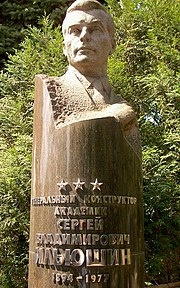 ГЕНЕРАЛЬНЫЙ КОНСТРУКТОР
АКАДЕМИК
СЕРГЕЙ
ВЛАДИМИРОВИЧ
ИЛЬЮШИН
1894-1977